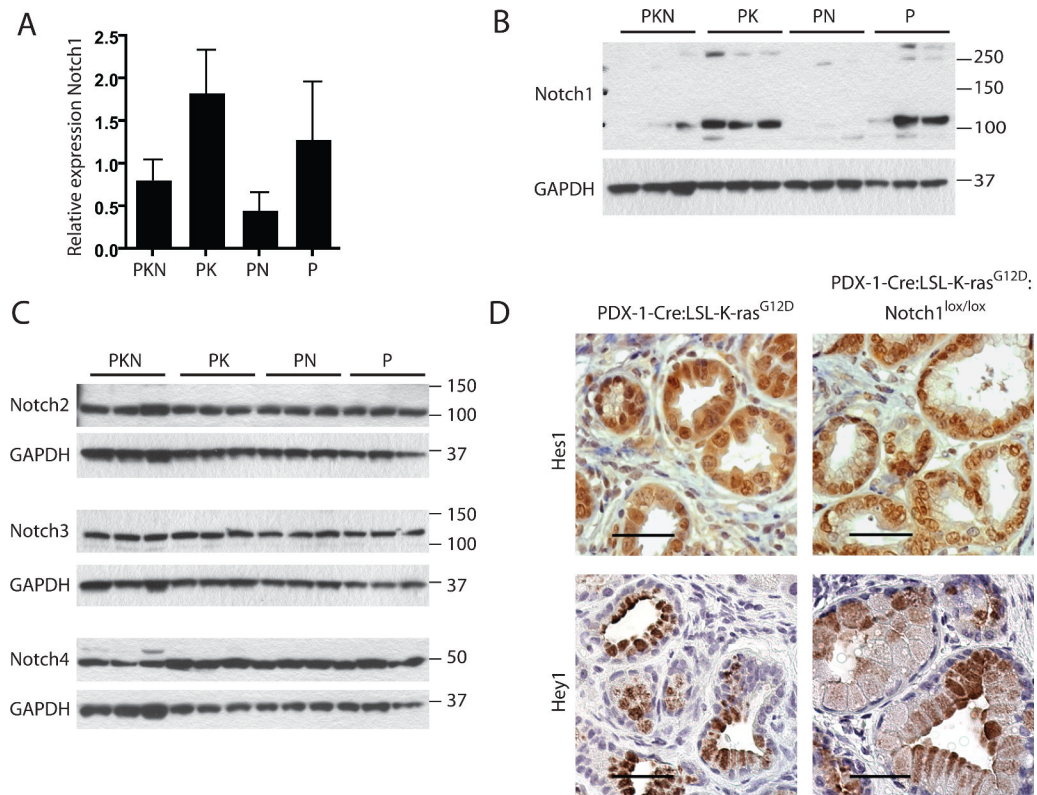 A
Relative expression Notch1
2.5
2.0
1.5
1.0
0.5
0.0
PKN PK PN P
B
PKN PK PN P
Notch1
250
150
100
GAPDH
37
C
PKN PK PN P
Notch2
150
100
GAPDH
37
Notch3
150
100
GAPDH
37
Notch4
50
GAPDH
37
D
PDX-1-Cre:LSL-K-ras^G12D
PDX-1-Cre:LSL-K-ras^G12D:
Notch1^lox/lox
Hes1
Hey1